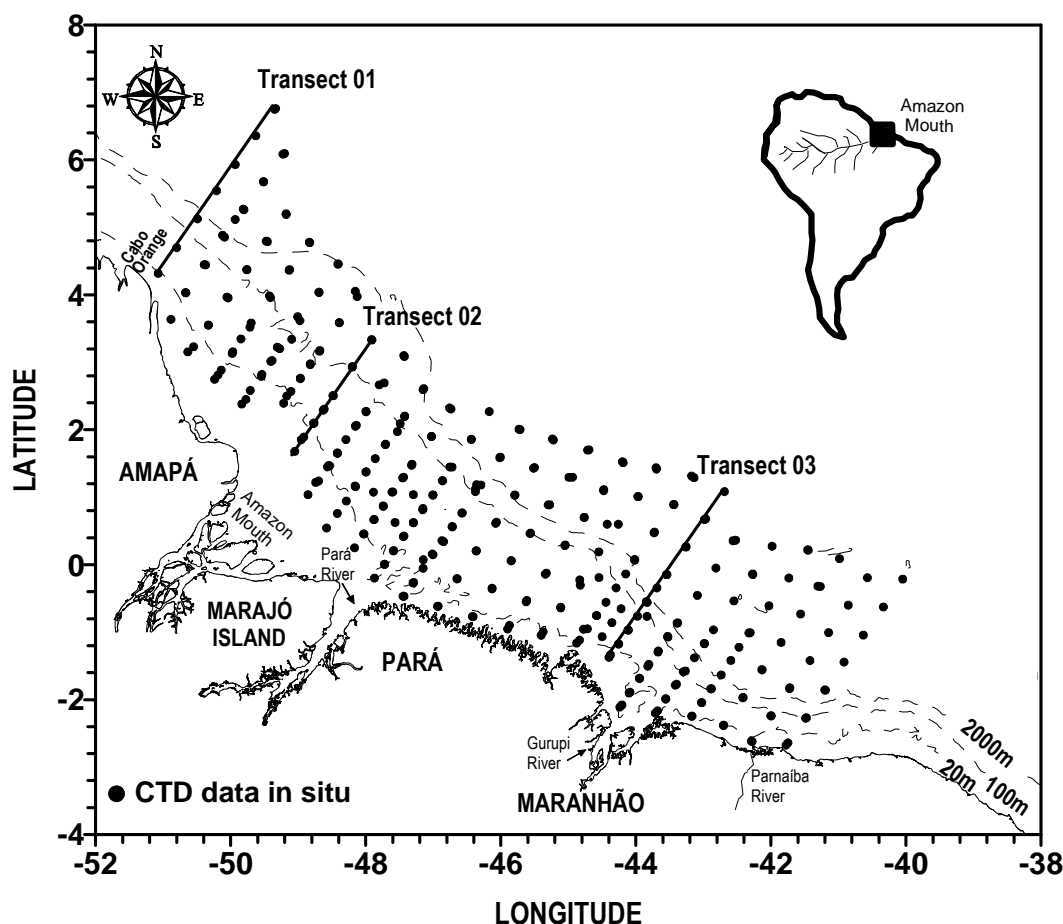 8
6
4
2
0
-2
-4
LATITUDE
N
W
E
S
Transect 01
Amazon
Mouth
Cabo
Orange
Transect 02
Transect 03
AMAPÁ
Amazon
Mouth
Pará
River
MARAJÓ
ISLAND
PARÁ
Gurupi
River
MARANHÃO
Parnaíba
River
2000m
20m
100m
CTD data in situ
-52
-50
-48
-46
-44
-42
-40
-38
LONGITUDE